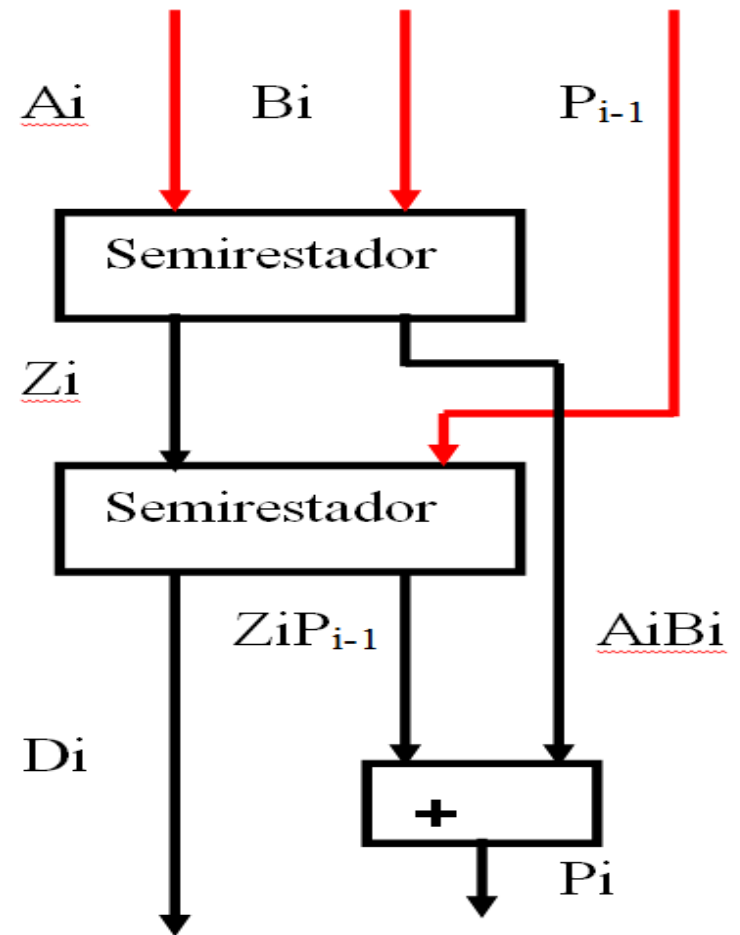 Ai Bi Pi-1
Semirestador
Zi
Semirestador
ZiPi-1 AiBi
Di
+
Pi